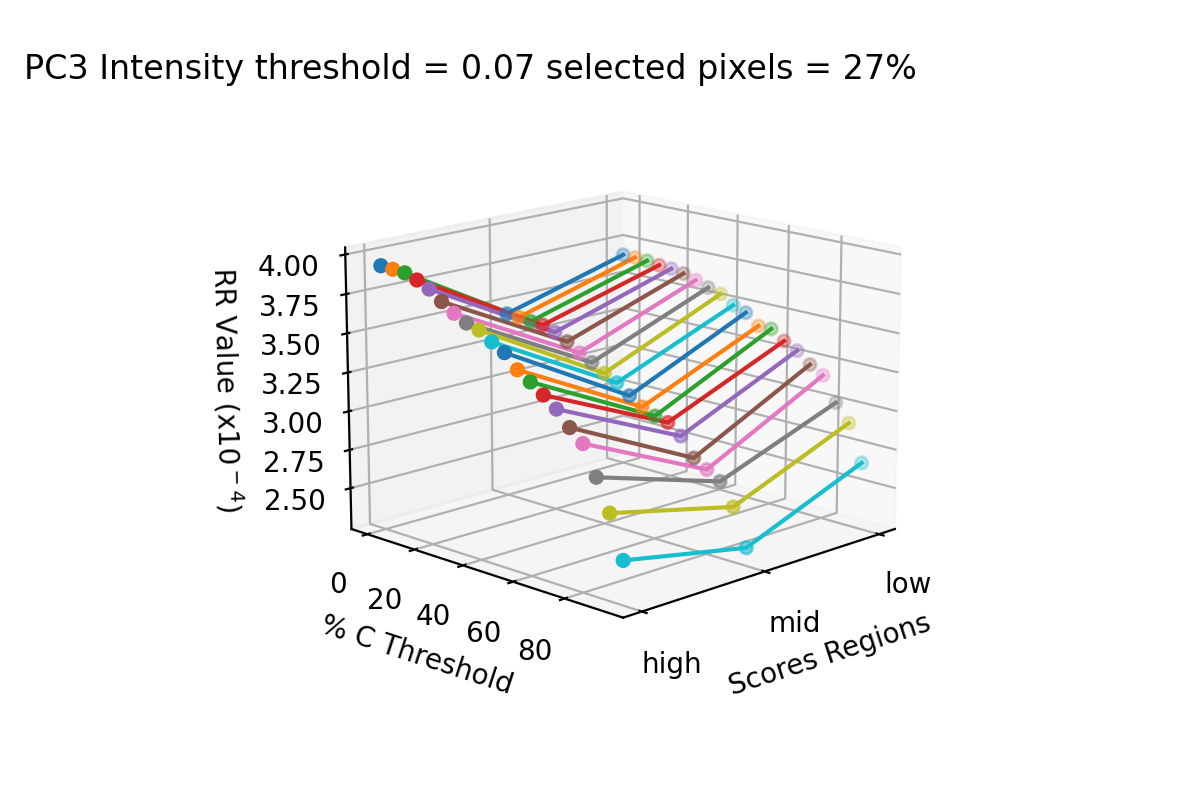 PC3 Intensity threshold = 0.07 selected pixels = 27%
RR Value (x10⁻⁴)
4.00
3.75
3.50
3.25
3.00
2.75
2.50
0
20
40
60
80
% C Threshold
high
mid
low
Scores Regions